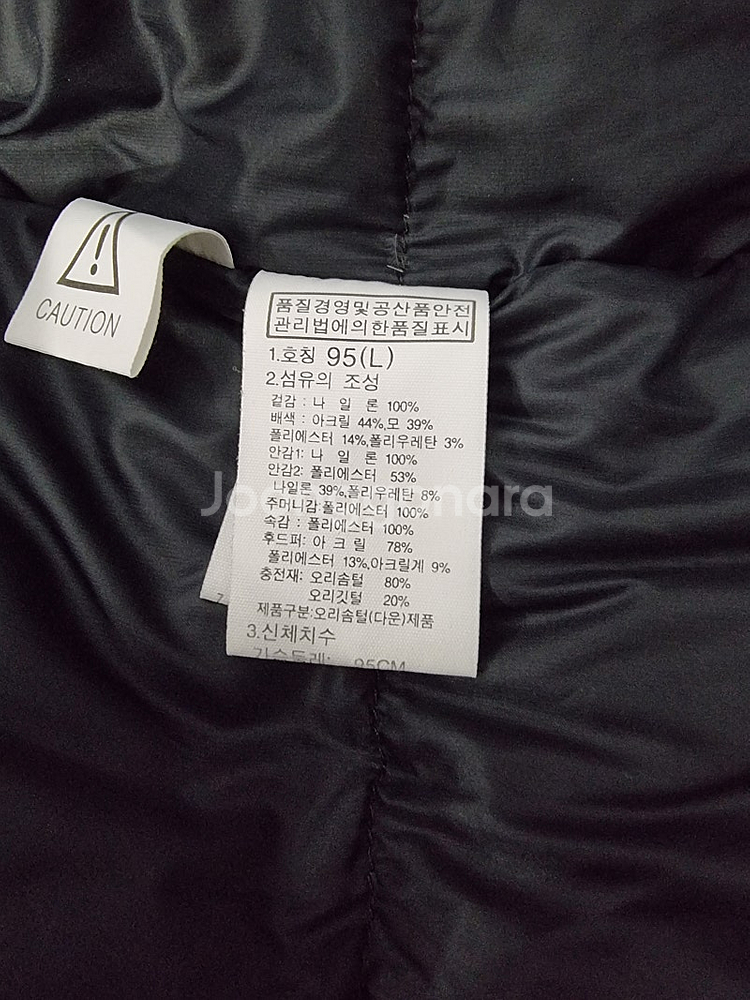 CAUTION
품질경영및공산품안전
관리법에의한품질표시
1.호칭 95(L)
2.섬유의 조성
겉감 : 나 일 론 100%
배색 : 아크릴 44%,모 39%
폴리에스터 14%,폴리우레탄 3%
안감1: 나 일 론 100%
안감2: 폴리에스터 53%
나일론 39%,폴리우레탄 8%
주머니감:폴리에스터 100%
속감 : 폴리에스터 100%
후드퍼: 아 크 릴 78%
폴리에스터 13%,아크릴계 9%
충전재: 오리솜털 80%
오리깃털 20%
제품구분:오리솜털(다운)제품
3.신체치수
가슴둘레: 95CM